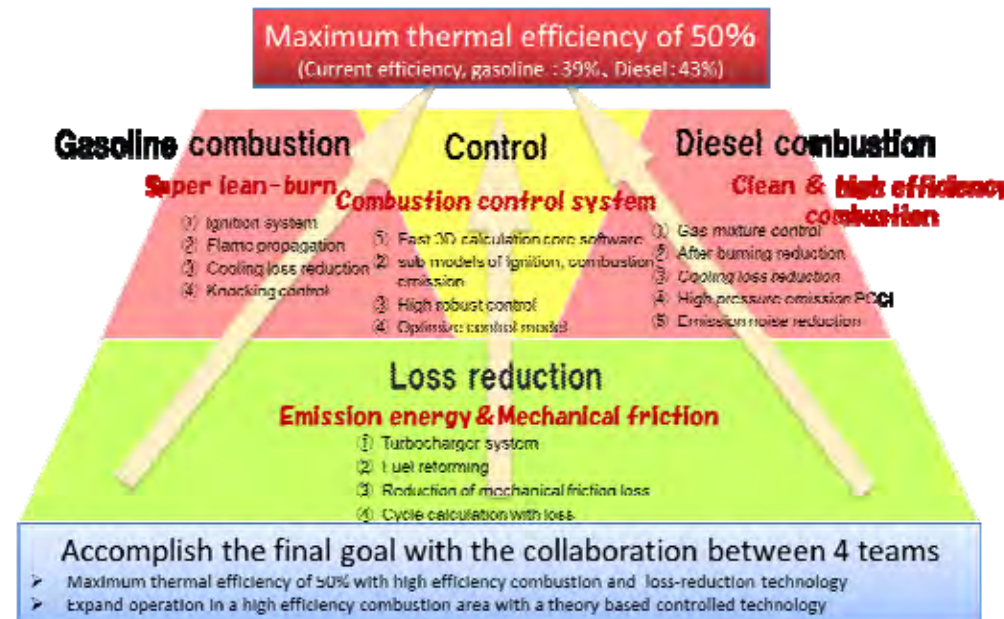 Maximum thermal efficiency of 50%
(Current efficiency, gasoline :39%、Diesel:43%)
Gasoline combustion
Super lean-burn
① Ignition system
② Flame propagation
③ Cooling loss reduction
④ Knocking control
Control
Combustion control system
① Fast 3D calculation core software
② sub models of ignition, combustion
emission
③ High robust control
④ Optimize control model
Diesel combustion
Clean & high efficiency
combustion
① Gas mixture control
② After burning reduction
③ Cooling loss reduction
④ High pressure emission PCCI
⑤ Emission noise reduction
Loss reduction
Emission energy & Mechanical friction
① Turbocharger system
② Fuel reforming
③ Reduction of mechanical friction loss
④ Cycle calculation with loss
Accomplish the final goal with the collaboration between 4 teams
➢ Maximum thermal efficiency of 50% with high efficiency combustion and loss-reduction technology
➢ Expand operation in a high efficiency combustion area with a theory based controlled technology